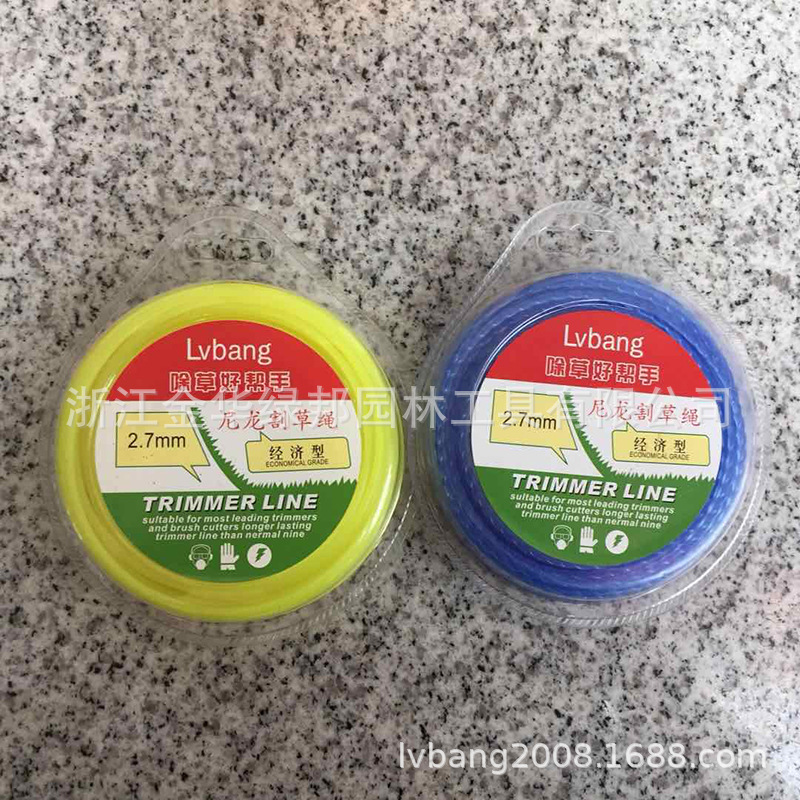 Lvbang
除草好帮手
尼龙割草绳
2.7mm
经济型
ECONOMICAL GRADE
TRIMMER LINE
suitable for most leading trimmers
and brush cutters longer lasting
trimmer line than nermal nine
Lvbang
除草好帮手
尼龙割草绳
2.7mm
经济型
ECONOMICAL GRADE
TRIMMER LINE
suitable for most leading trimmers
and brush cutters longer lasting
trimmer line than nermal nine
浙江金华绿邦园林工具有限公司
lvbang2008.1688.com